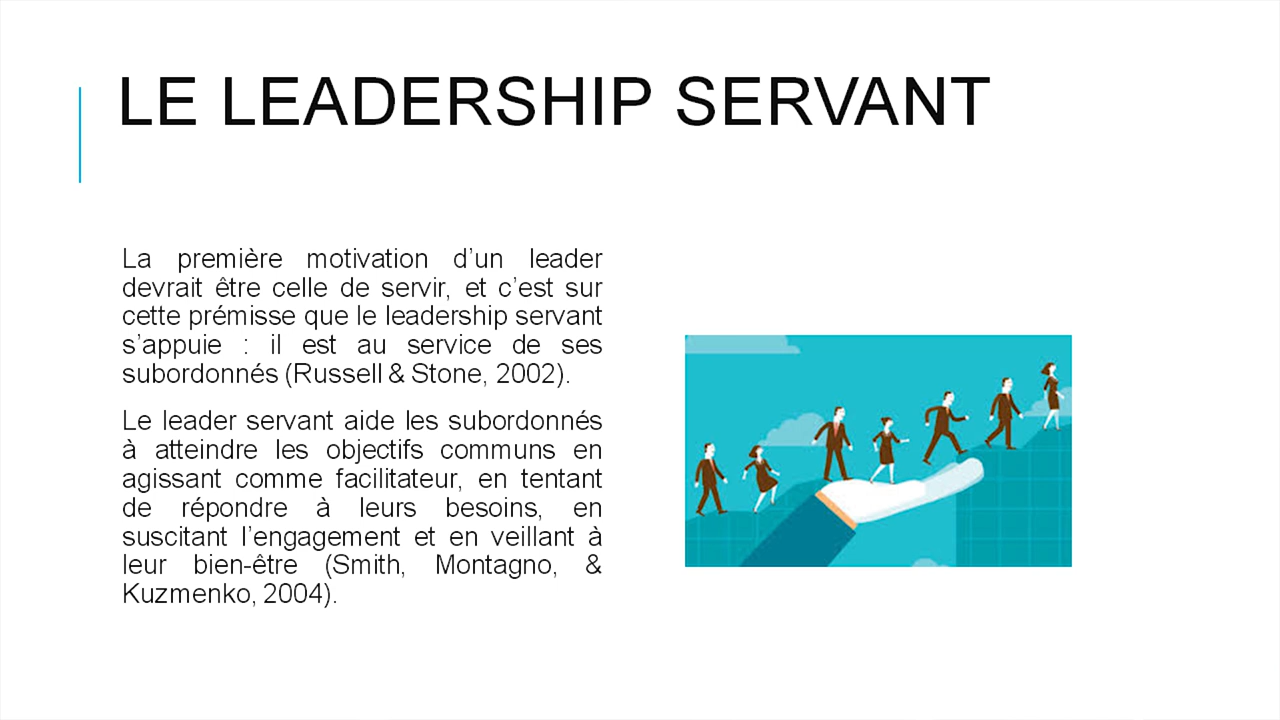 LE LEADERSHIP SERVANT
La première motivation d’un leader
devrait être celle de servir, et c’est sur
cette prémisse que le leadership servant
s’appuie : il est au service de ses
subordonnés (Russell & Stone, 2002).
Le leader servant aide les subordonnés
à atteindre les objectifs communs en
agissant comme facilitateur, en tentant
de répondre à leurs besoins, en
suscitant l’engagement et en veillant à
leur bien-être (Smith, Montagno, &
Kuzmenko, 2004).